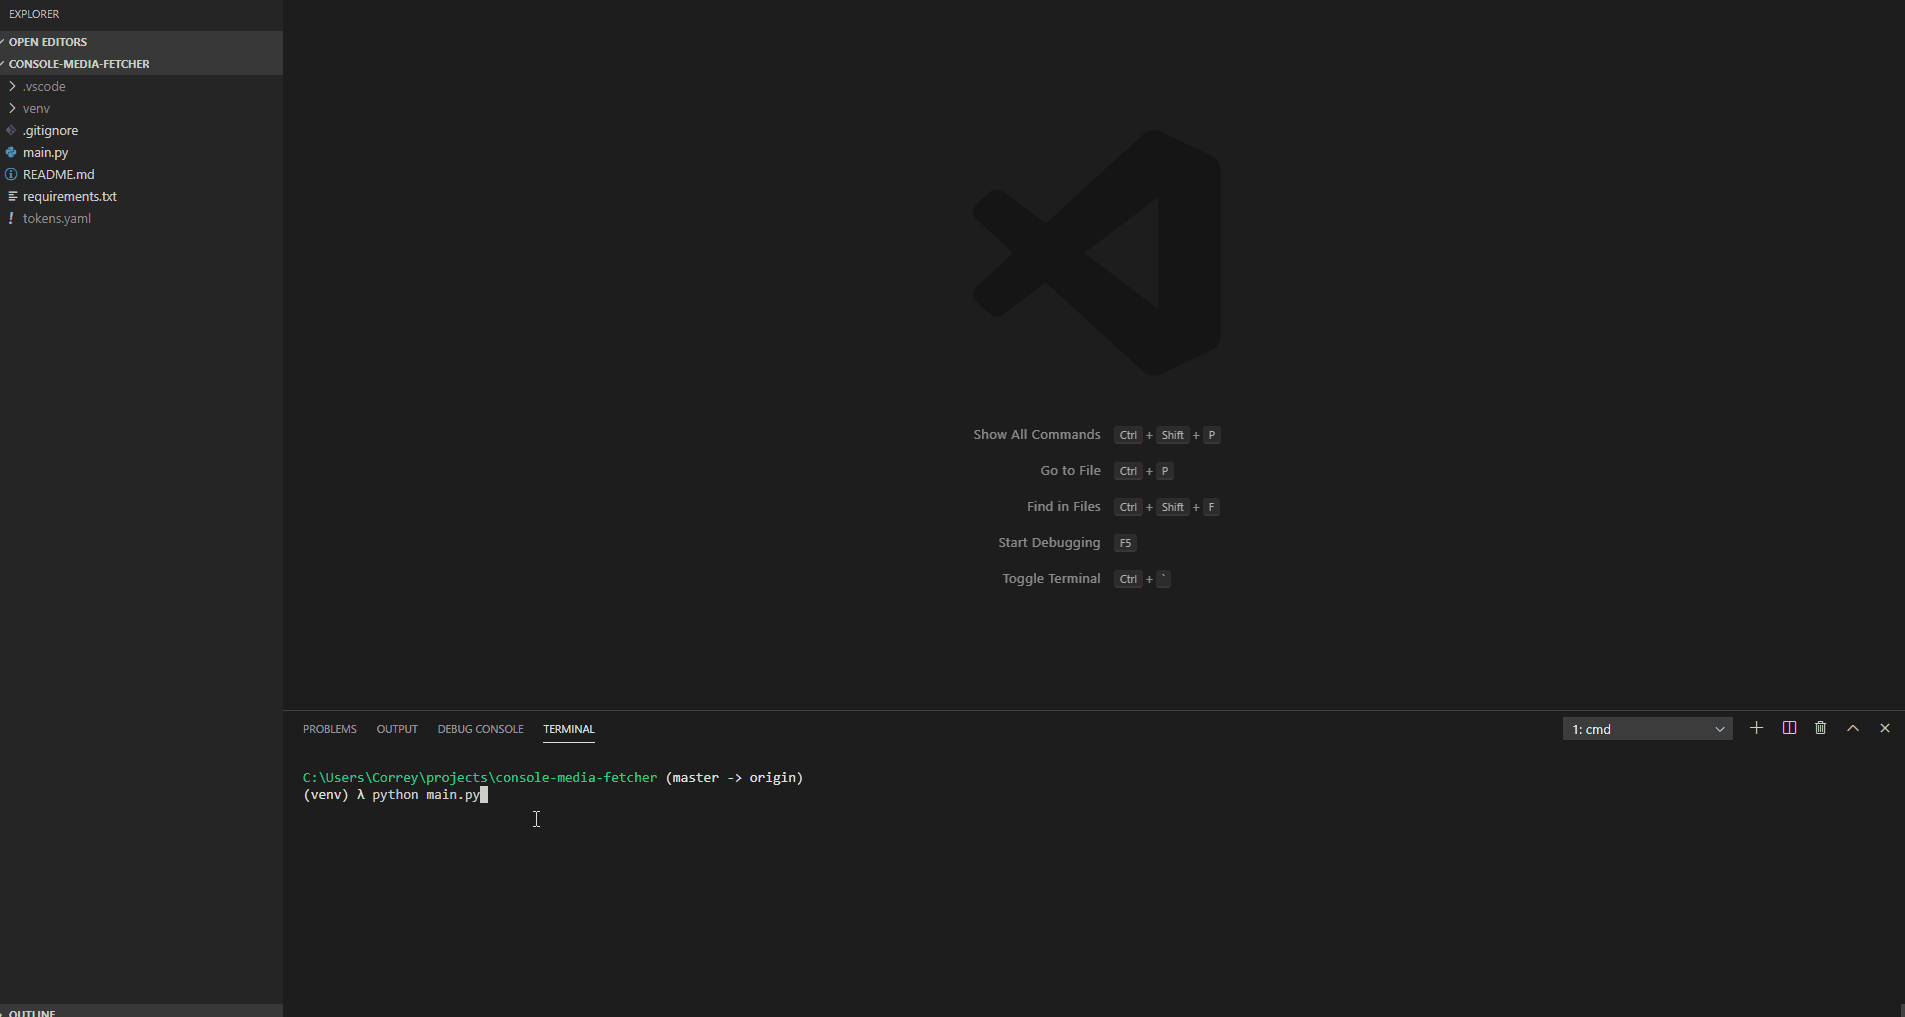 EXPLORER
OPEN EDITORS
CONSOLE-MEDIA-FETCHER
.vscode
venv
.gitignore
main.py
README.md
requirements.txt
tokens.yaml
OUTLINE
Show All Commands Ctrl + Shift + P
Go to File Ctrl + P
Find in Files Ctrl + Shift + F
Start Debugging F5
Toggle Terminal Ctrl + `
PROBLEMS OUTPUT DEBUG CONSOLE TERMINAL 1: cmd
C:\Users\Correy\projects\console-media-fetcher (master -> origin)
(venv) λ python main.py